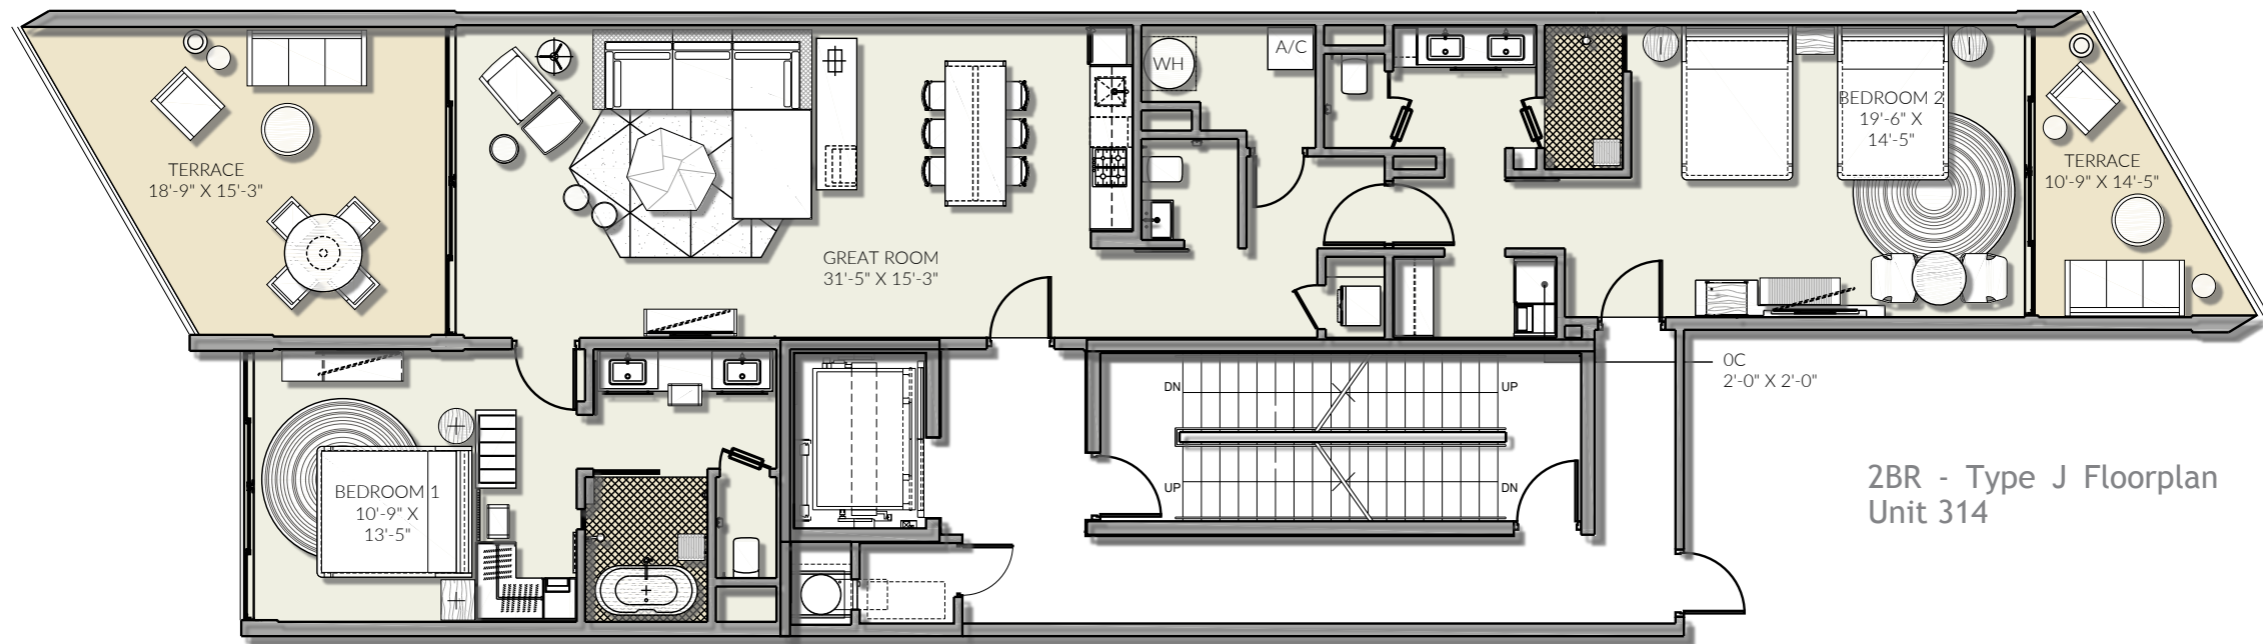 TERRACE
18'-9" X 15'-3"
GREAT ROOM
31'-5" X 15'-3"
WH
A/C
BEDROOM 2
19'-6" X
14'-5"
TERRACE
10'-9" X 14'-5"
BEDROOM 1
10'-9" X
13'-5"
DN
UP
UP
DN
0C
2'-0" X 2'-0"
2BR - Type J Floorplan
Unit 314